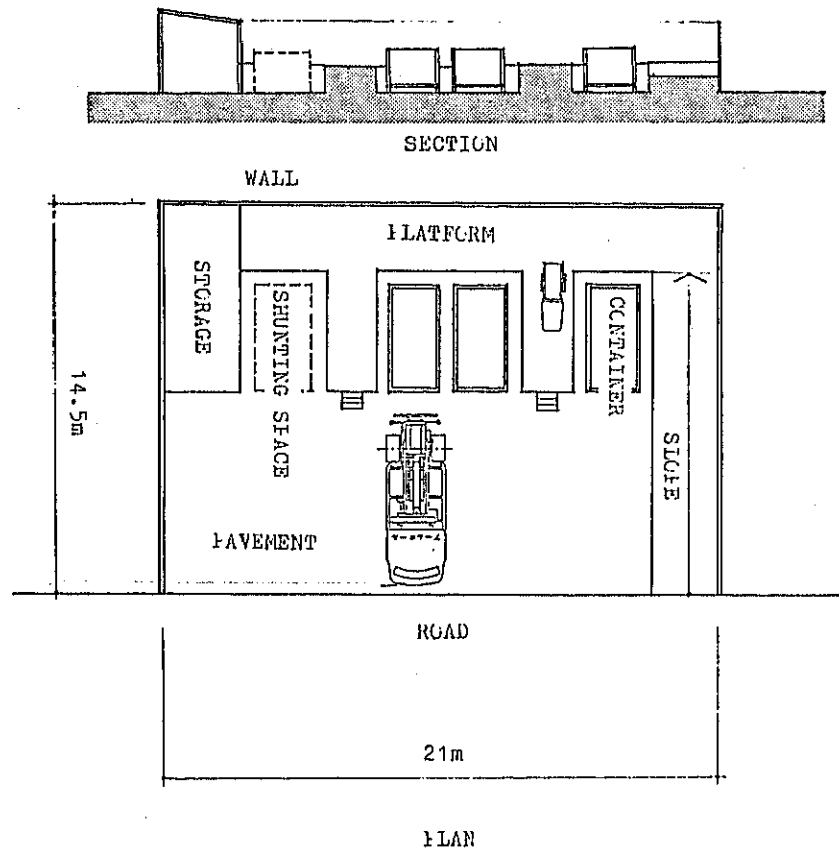 SECTION
WALL
PLATFORM
STORAGE
SHUNTING SPACE
CONTAINER
SLOPE
14.5m
PAVEMENT
ROAD
21m
PLAN